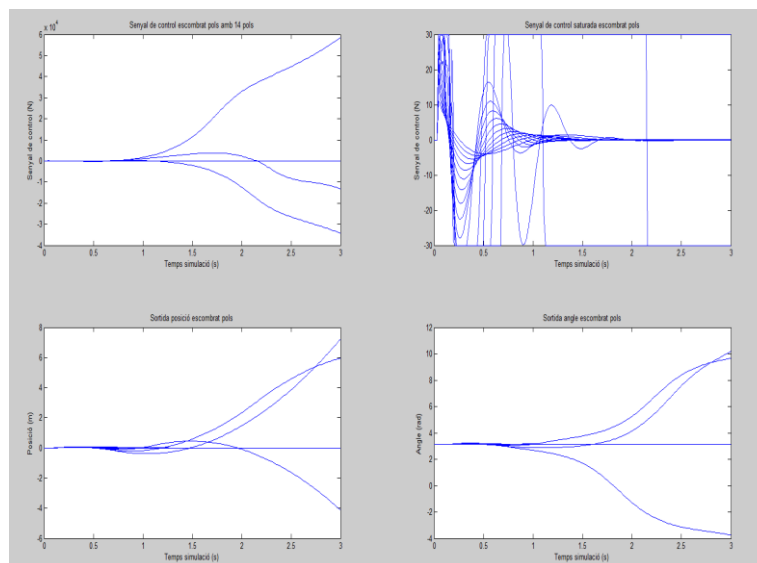 Senyal de control escombrat pols amb 14 pols
x 10⁴
6
5
4
3
2
1
0
-1
-2
-3
-4
Senyal de control (N)
0 0.5 1 1.5 2 2.5 3
Temps simulació (s)
Senyal de control saturada escombrat pols
30
20
10
0
-10
-20
-30
Senyal de control (N)
0 0.5 1 1.5 2 2.5 3
Temps simulació (s)
Sortida posició escombrat pols
8
6
4
2
0
-2
-4
-6
Posició (m)
0 0.5 1 1.5 2 2.5 3
Temps simulació (s)
Sortida angle escombrat pols
12
10
8
6
4
2
0
-2
-4
Angle (rad)
0 0.5 1 1.5 2 2.5 3
Temps simulació (s)